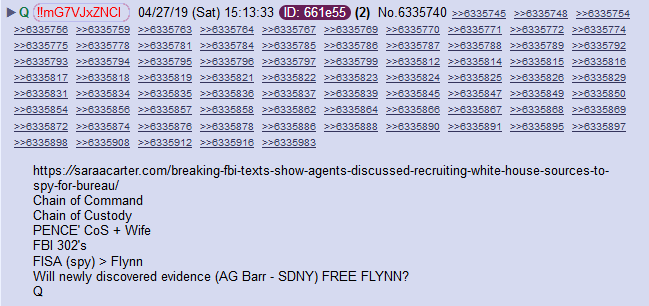 Q !!mG7VJxZNCI 04/27/19 (Sat) 15:13:33 ID: 661e55 (2) No.6335740 >>6335745 >>6335748 >>6335754
>>6335756 >>6335759 >>6335763 >>6335764 >>6335767 >>6335768 >>6335769 >>6335770 >>6335771 >>6335772 >>6335774
>>6335775 >>6335778 >>6335781 >>6335784 >>6335785 >>6335786 >>6335787 >>6335788 >>6335789 >>6335792
>>6335793 >>6335794 >>6335795 >>6335796 >>6335797 >>6335799 >>6335812 >>6335814 >>6335815 >>6335816
>>6335817 >>6335818 >>6335819 >>6335821 >>6335822 >>6335823 >>6335824 >>6335825 >>6335826 >>6335829
>>6335831 >>6335834 >>6335835 >>6335836 >>6335837 >>6335839 >>6335845 >>6335847 >>6335849 >>6335850
>>6335854 >>6335856 >>6335857 >>6335858 >>6335862 >>6335864 >>6335866 >>6335867 >>6335868 >>6335869
>>6335872 >>6335874 >>6335876 >>6335878 >>6335886 >>6335888 >>6335890 >>6335891 >>6335895 >>6335897
>>6335898 >>6335908 >>6335912 >>6335916 >>6335983
https://saraacarter.com/breaking-fbi-texts-show-agents-discussed-recruiting-white-house-sources-to-
spy-for-bureau/
Chain of Command
Chain of Custody
PENCE' CoS + Wife
FBI 302's
FISA (spy) > Flynn
Will newly discovered evidence (AG Barr - SDNY) FREE FLYNN?
Q